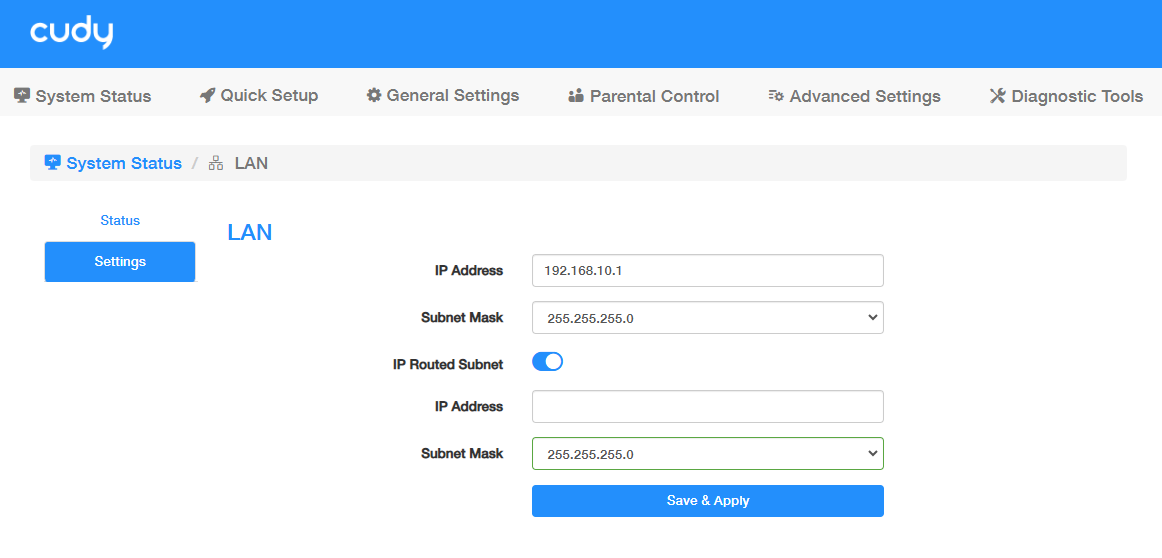 cudy
System Status Quick Setup General Settings Parental Control Advanced Settings Diagnostic Tools
System Status / LAN
Status
Settings
LAN
IP Address 192.168.10.1
Subnet Mask 255.255.255.0
IP Routed Subnet
IP Address
Subnet Mask 255.255.255.0
Save & Apply